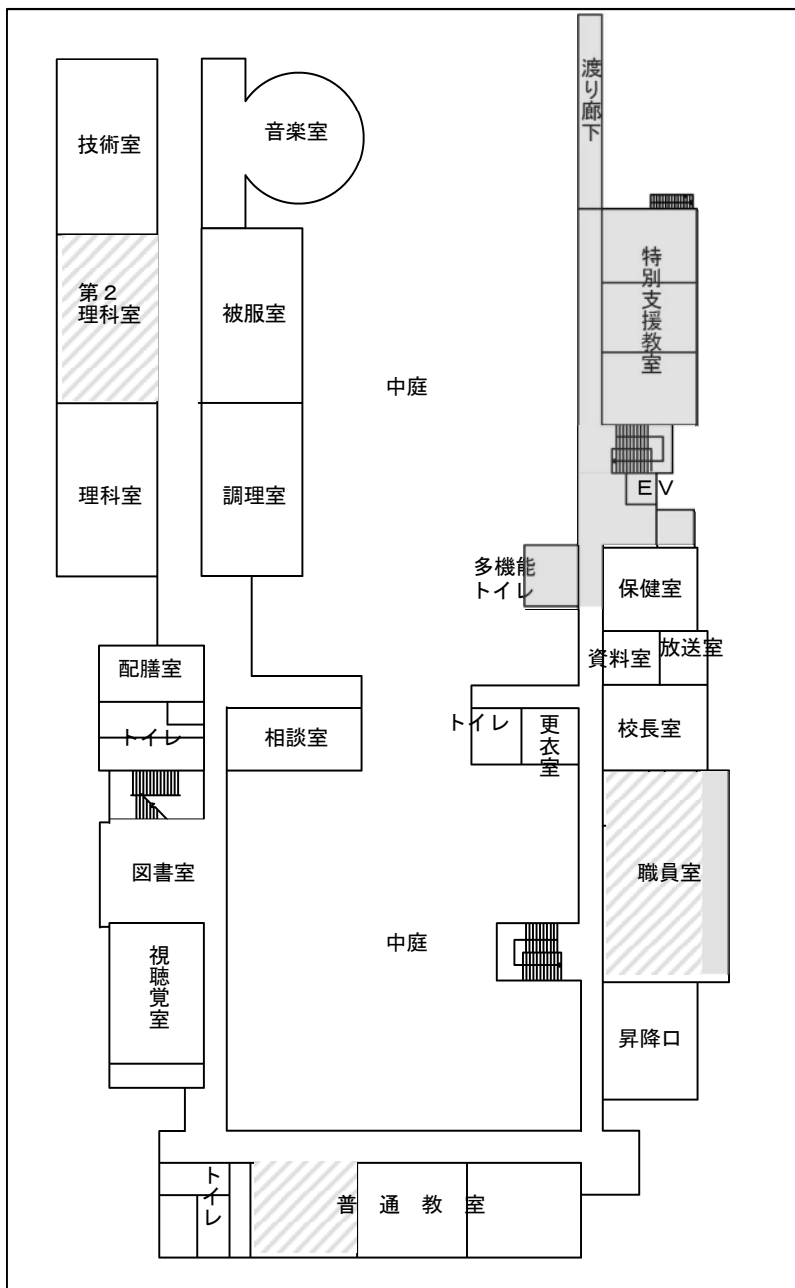 渡り廊下
技術室
音楽室
特別支援教室
第２
理科室
被服室
中庭
理科室
調理室
ＥＶ
多機能
トイレ
保健室
資料室
放送室
配膳室
トイレ
相談室
トイレ
更衣室
校長室
図書室
職員室
中庭
視聴覚室
昇降口
トイレ
普通教室